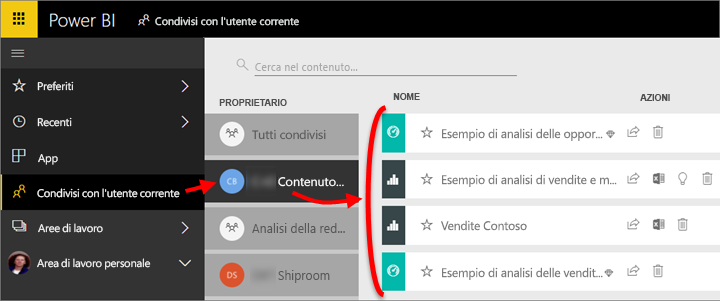 Power BI
Condivisi con l'utente corrente
Preferiti
Recenti
App
Condivisi con l'utente corrente
Aree di lavoro
Area di lavoro personale
Cerca nel contenuto...
PROPRIETARIO
Tutti condivisi
CB Contenuto...
Analisi della red...
DS Shiproom
NOME AZIONI
Esempio di analisi delle oppor...
Esempio di analisi di vendite e m...
Vendite Contoso
Esempio di analisi delle vendit...